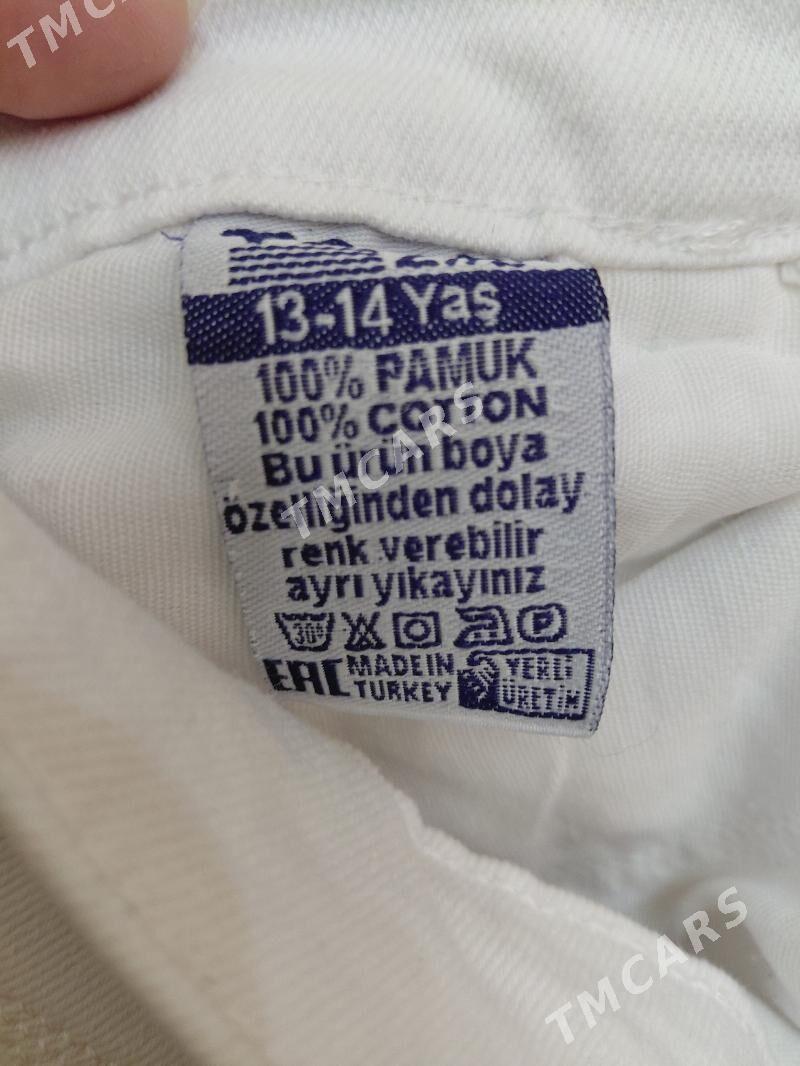 TMCARS
13-14 Yaş
100% PAMUK
100% COTTON
Bu ürün boya
özelliğinden dolay
renk verebilir
ayrı yıkayınız
TMCARS
30°
P
EAC MADE IN TURKEY
YERLİ ÜRETİM
TMCARS